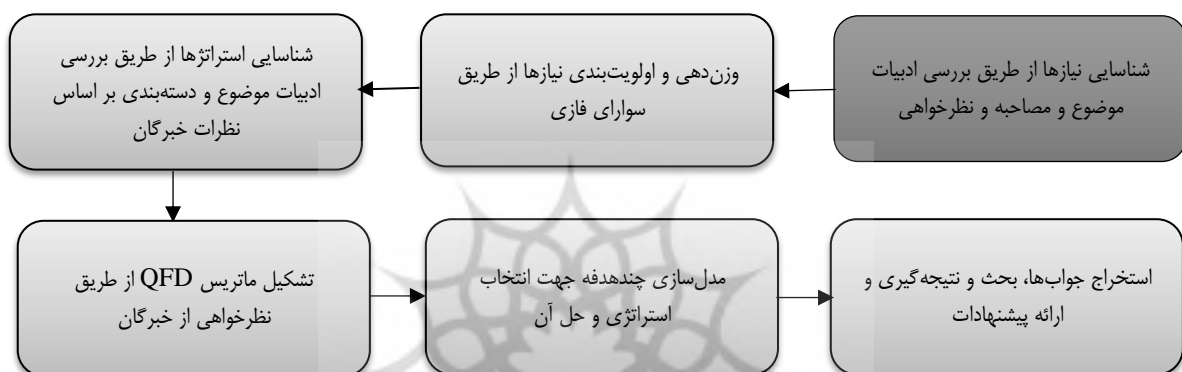 شناسایی نیازها از طریق بررسی ادبیات
موضوع و مصاحبه و نظرخواهی
وزن‌دهی و اولویت‌بندی نیازها از طریق
سوارای فازی
شناسایی استراتژها از طریق بررسی
ادبیات موضوع و دسته‌بندی بر اساس
نظرات خبرگان
تشکیل ماتریس QFD از طریق
نظرخواهی از خبرگان
مدل‌سازی چندهدفه جهت انتخاب
استراتژی و حل آن
استخراج جواب‌ها، بحث و نتیجه‌گیری و
ارائه پیشنهادات